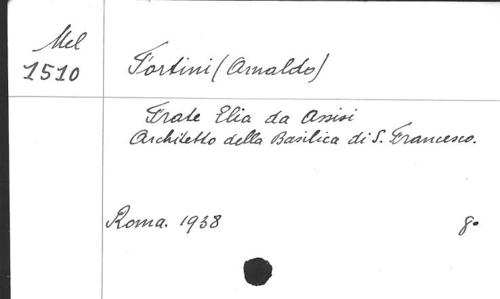 Mel
1510
Fortini (Arnaldo)
Frate Elia da Assisi
Architetto della Basilica di S. Francesco.
Roma. 1938
8°